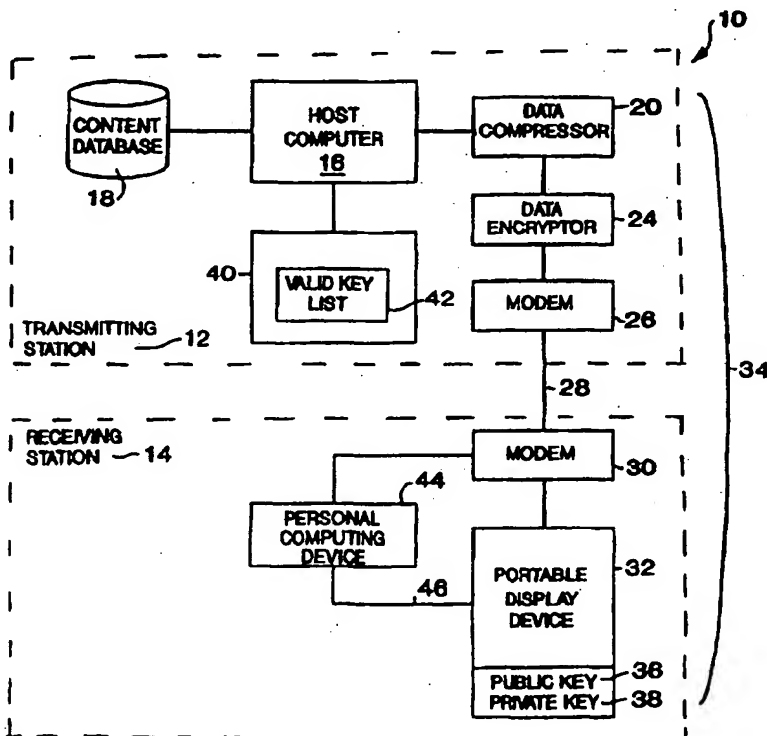 10
CONTENT
DATABASE
18
HOST
COMPUTER
16
DATA
COMPRESSOR
20
DATA
ENCRYPTOR
24
40
VALID KEY
LIST
42
MODEM
26
TRANSMITTING
STATION
12
28
34
RECEIVING
STATION
14
MODEM
30
44
PERSONAL
COMPUTING
DEVICE
46
PORTABLE
DISPLAY
DEVICE
32
PUBLIC KEY
36
PRIVATE KEY
38